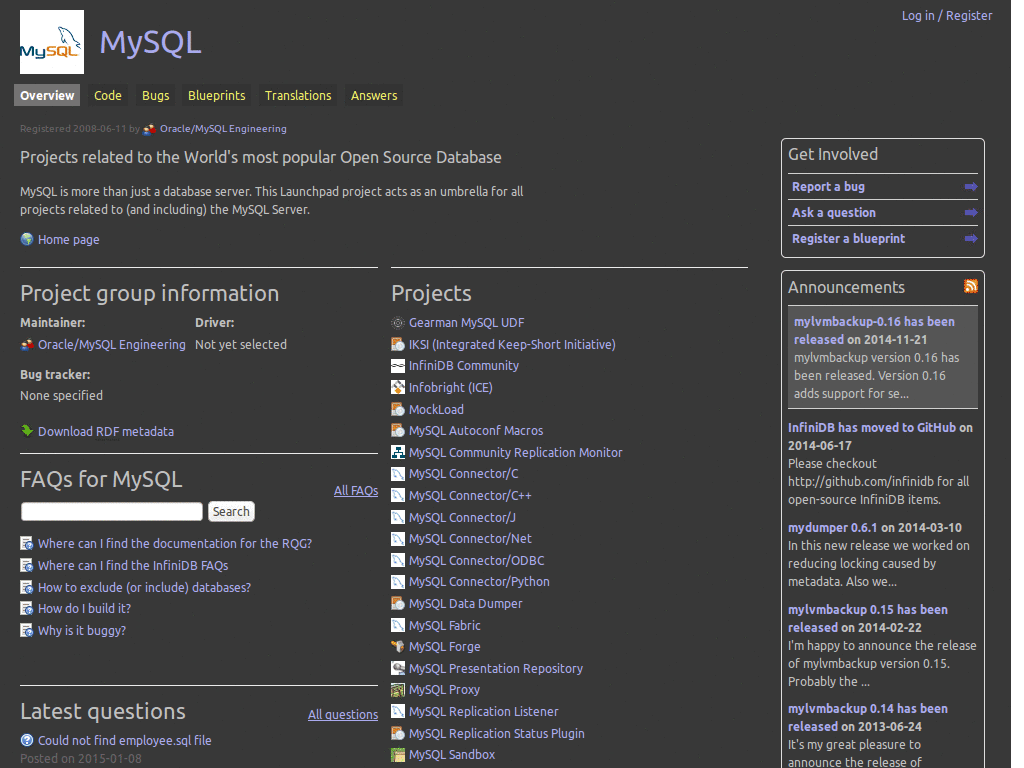 Log in / Register
MySQL
MySQL
Overview
Code
Bugs
Blueprints
Translations
Answers
Registered 2008-06-11 by Oracle/MySQL Engineering
Projects related to the World's most popular Open Source Database
MySQL is more than just a database server. This Launchpad project acts as an umbrella for all
projects related to (and including) the MySQL Server.
Home page
Project group information
Maintainer:
Driver:
Oracle/MySQL Engineering
Not yet selected
Bug tracker:
None specified
Download RDF metadata
FAQs for MySQL
All FAQs
Search
Where can I find the documentation for the RQG?
Where can I find the InfiniDB FAQs
How to exclude (or include) databases?
How do I build it?
Why is it buggy?
Latest questions
All questions
Could not find employee.sql file
Posted on 2015-01-08
Projects
Gearman MySQL UDF
IKSI (Integrated Keep-Short Initiative)
InfiniDB Community
Infobright (ICE)
MockLoad
MySQL Autoconf Macros
MySQL Community Replication Monitor
MySQL Connector/C
MySQL Connector/C++
MySQL Connector/J
MySQL Connector/Net
MySQL Connector/ODBC
MySQL Connector/Python
MySQL Data Dumper
MySQL Fabric
MySQL Forge
MySQL Presentation Repository
MySQL Proxy
MySQL Replication Listener
MySQL Replication Status Plugin
MySQL Sandbox
Get Involved
Report a bug
Ask a question
Register a blueprint
Announcements
mylvmbackup-0.16 has been
released on 2014-11-21
mylvmbackup version 0.16 has
been released. Version 0.16
adds support for se...
InfiniDB has moved to GitHub on
2014-06-17
Please checkout
http://github.com/infinidb for all
open-source InfiniDB items.
mydumper 0.6.1 on 2014-03-10
In this new release we worked on
reducing locking caused by
metadata. Also we...
mylvmbackup 0.15 has been
released on 2014-02-22
I'm happy to announce the release
of mylvmbackup version 0.15.
Probably the ...
mylvmbackup 0.14 has been
released on 2013-06-24
It's my great pleasure to
announce the release of